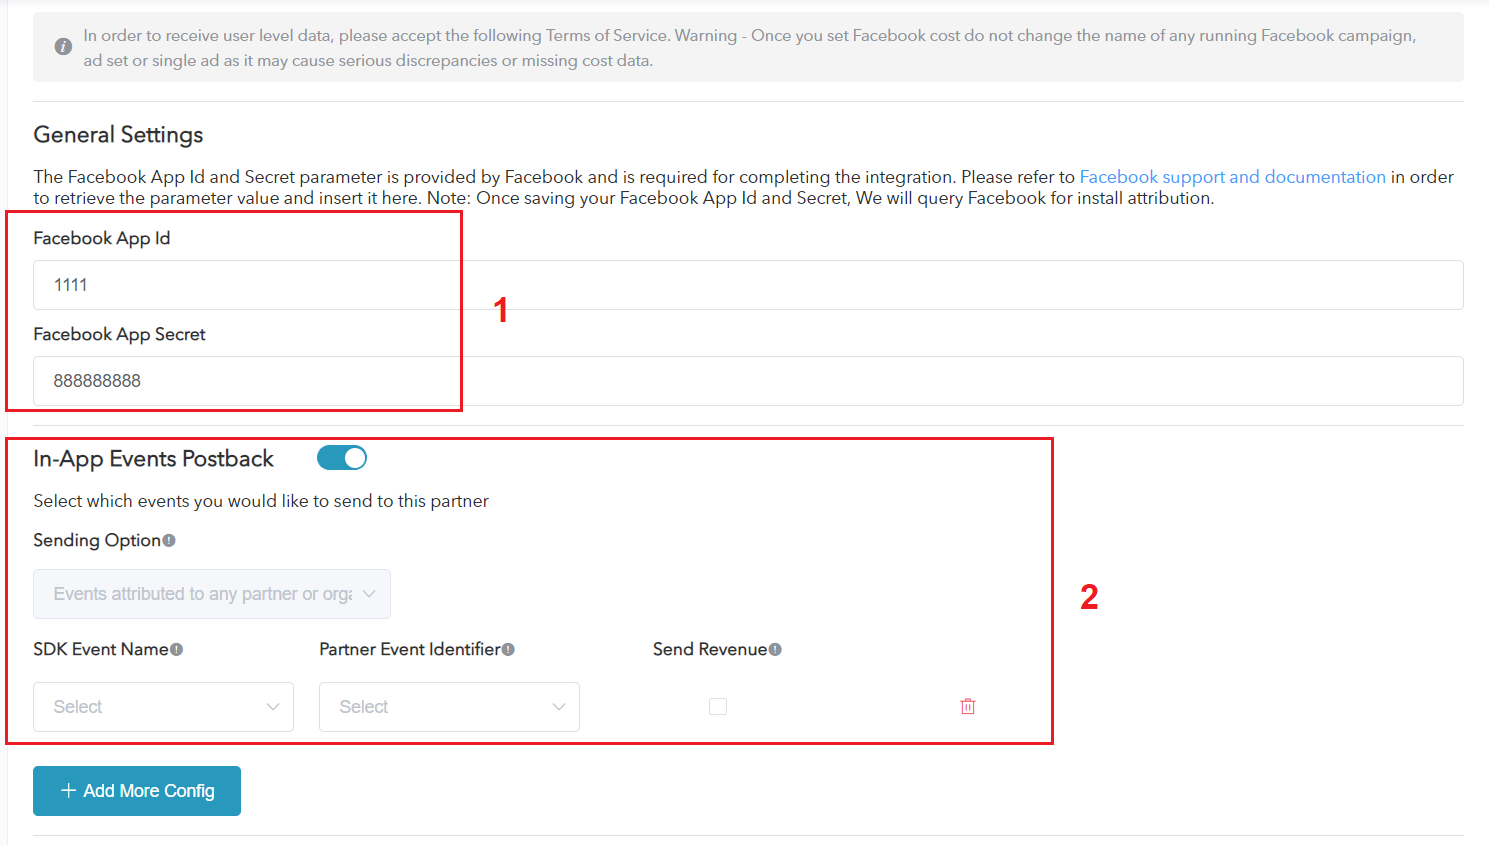 In order to receive user level data, please accept the following Terms of Service. Warning - Once you set Facebook cost do not change the name of any running Facebook campaign,
ad set or single ad as it may cause serious discrepancies or missing cost data.
General Settings
The Facebook App Id and Secret parameter is provided by Facebook and is required for completing the integration. Please refer to Facebook support and documentation in order
to retrieve the parameter value and insert it here. Note: Once saving your Facebook App Id and Secret, We will query Facebook for install attribution.
Facebook App Id
1111
1
Facebook App Secret
888888888
In-App Events Postback
Select which events you would like to send to this partner
Sending Option
Events attributed to any partner or orga
2
SDK Event Name Partner Event Identifier Send Revenue
Select Select
+ Add More Config